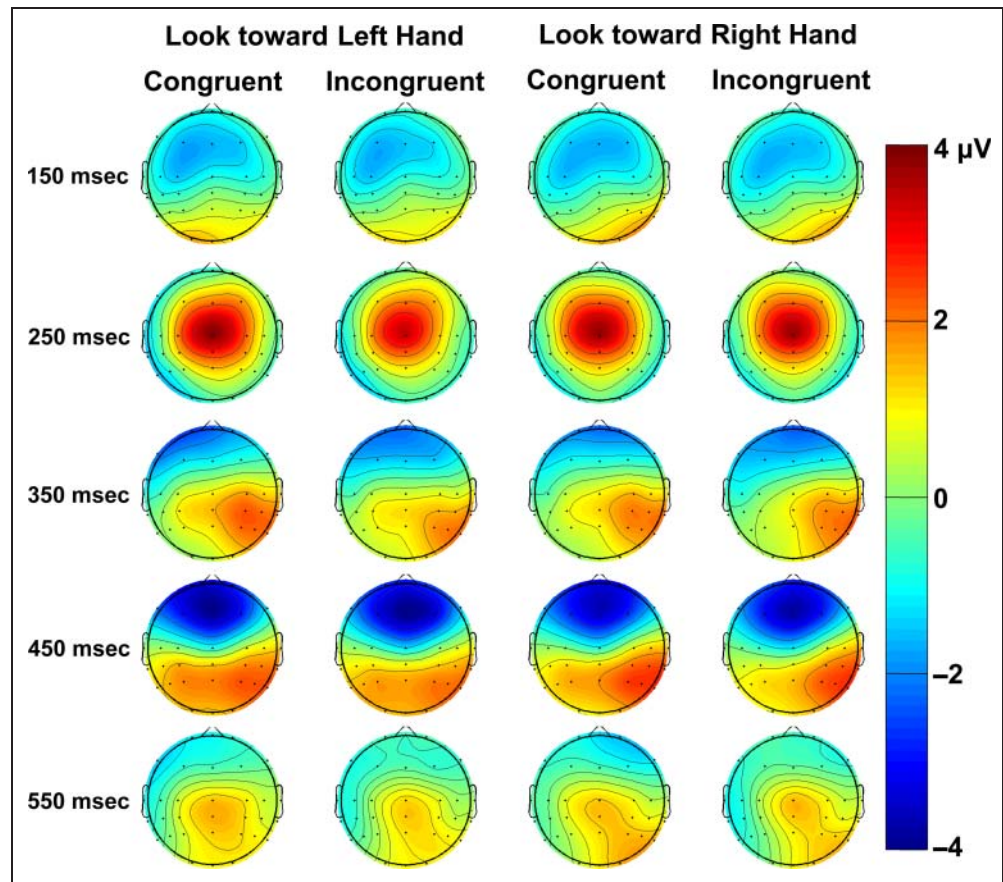 Look toward Left Hand Look toward Right Hand
Congruent Incongruent Congruent Incongruent
150 msec
4 µV
250 msec
2
350 msec
0
450 msec
–2
550 msec
–4